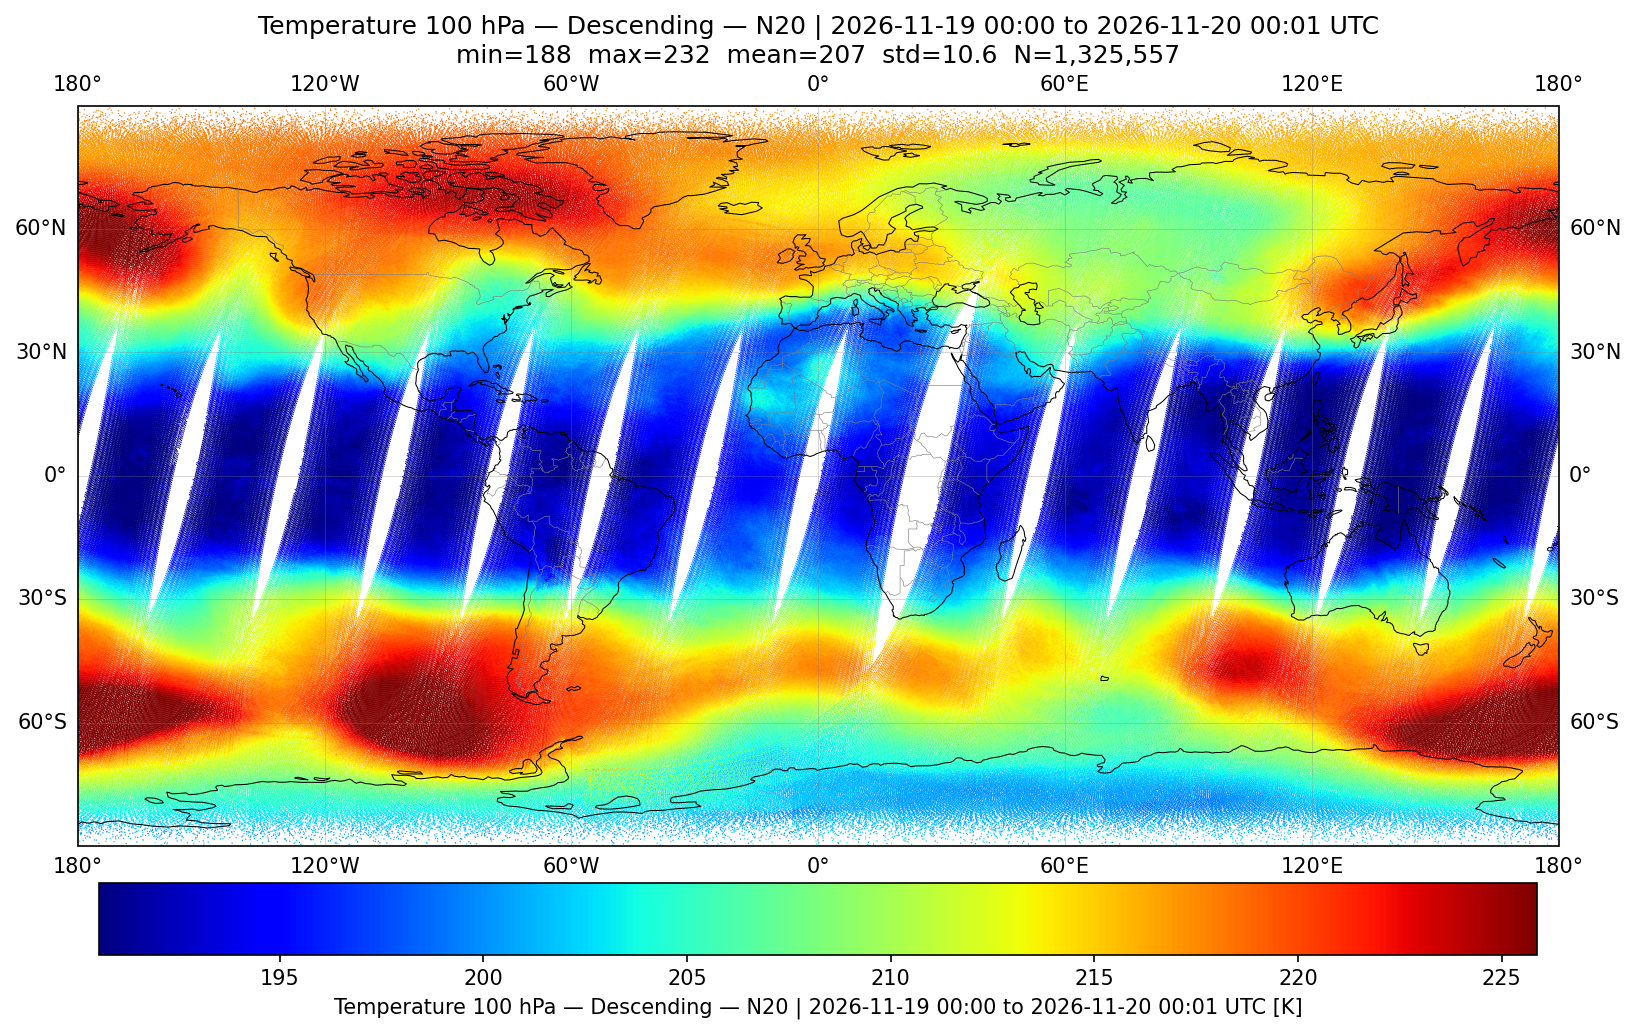 Temperature 100 hPa — Descending — N20 | 2026-11-19 00:00 to 2026-11-20 00:01 UTC
min=188 max=232 mean=207 std=10.6 N=1,325,557
180° 120°W 60°W 0° 60°E 120°E 180°
60°N 60°N
30°N 30°N
0° 0°
30°S 30°S
60°S 60°S
180° 120°W 60°W 0° 60°E 120°E 180°
195 200 205 210 215 220 225
Temperature 100 hPa — Descending — N20 | 2026-11-19 00:00 to 2026-11-20 00:01 UTC [K]